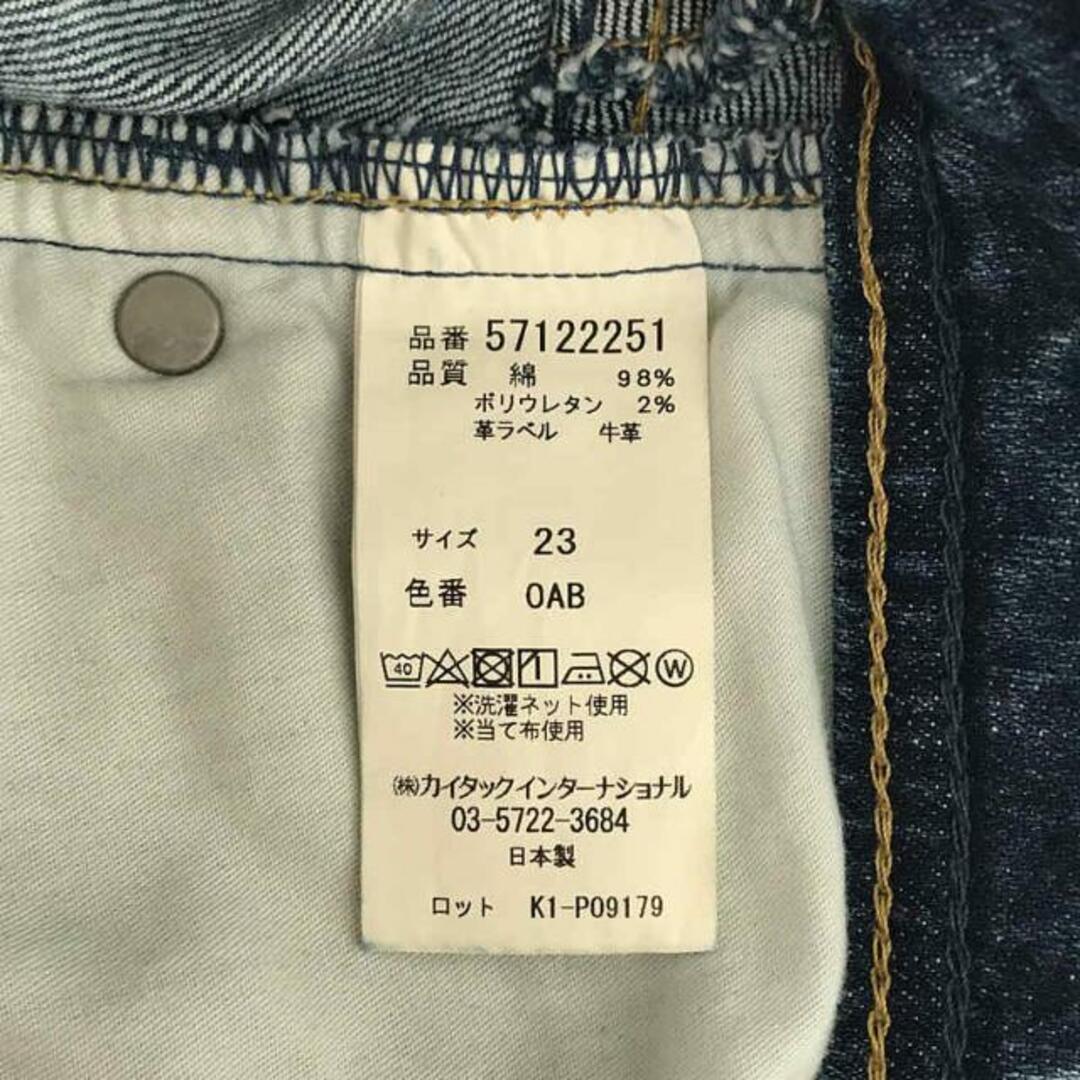 品番 57122251
品質 綿 98%
ポリウレタン 2%
革ラベル 牛革
サイズ 23
色番 0AB
40 W
※洗濯ネット使用
※当て布使用
㈱カイタックインターナショナル
03-5722-3684
日本製
ロット K1-P09179